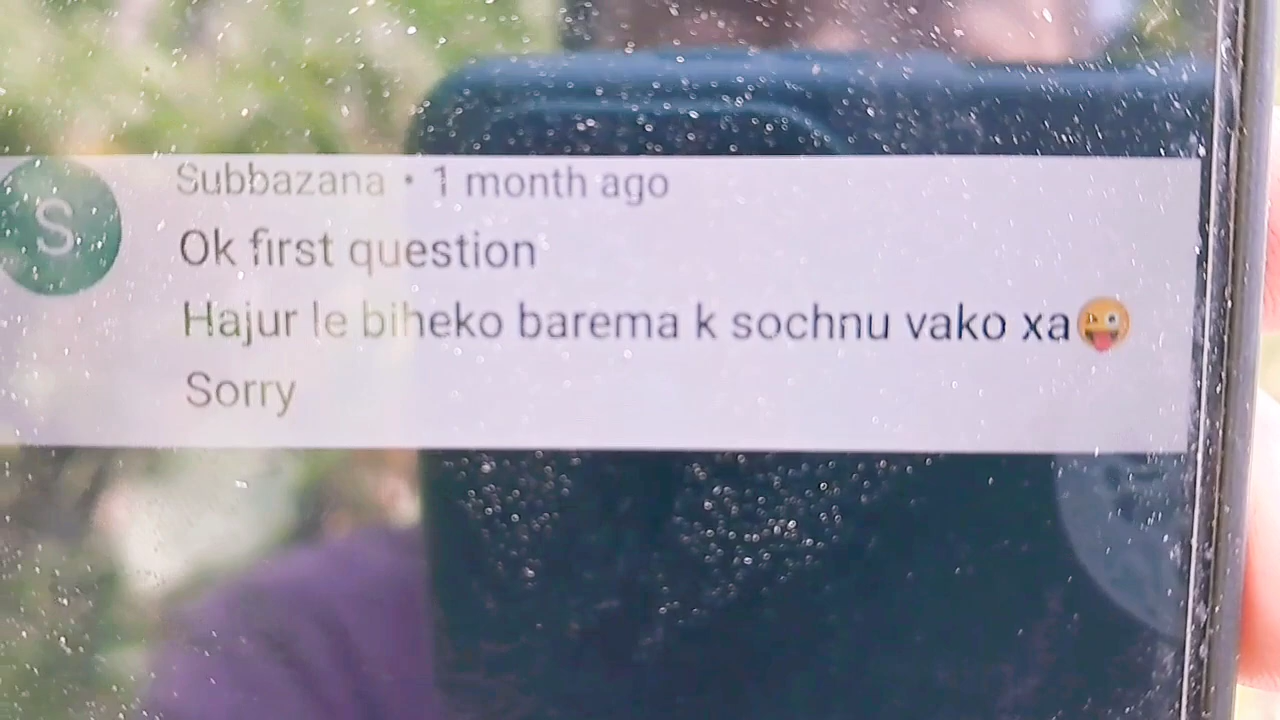 S
Subbazana • 1 month ago
Ok first question
Hajur le biheko barema k sochnu vako xa😜
Sorry